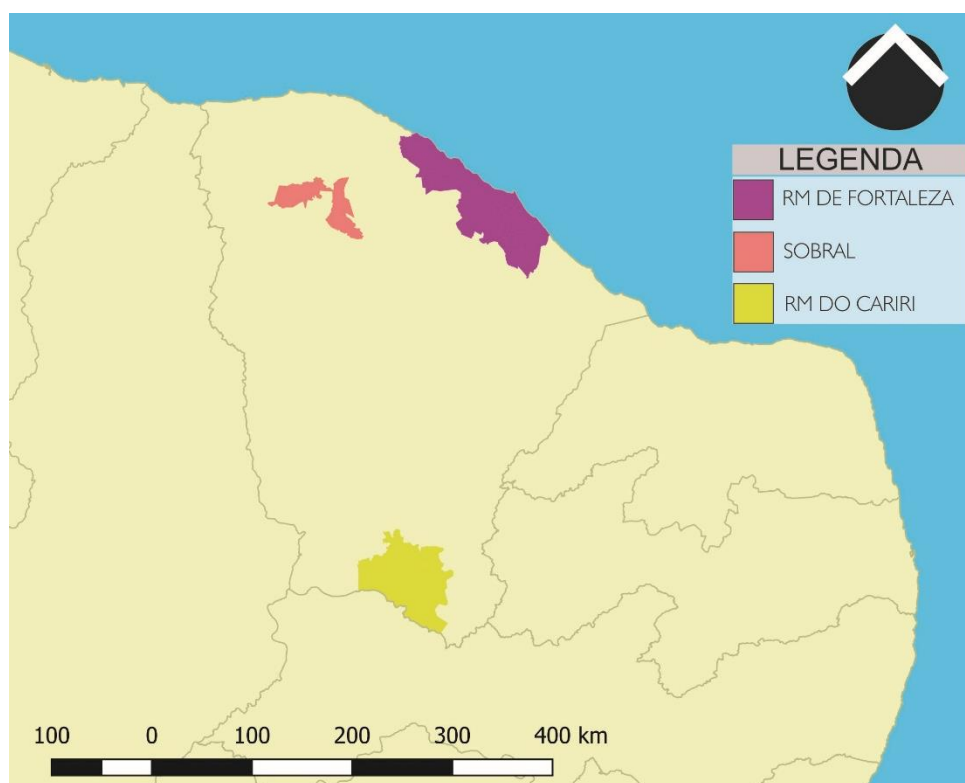 LEGENDA
RM DE FORTALEZA
SOBRAL
RM DO CARIRI
100 0 100 200 300 400 km